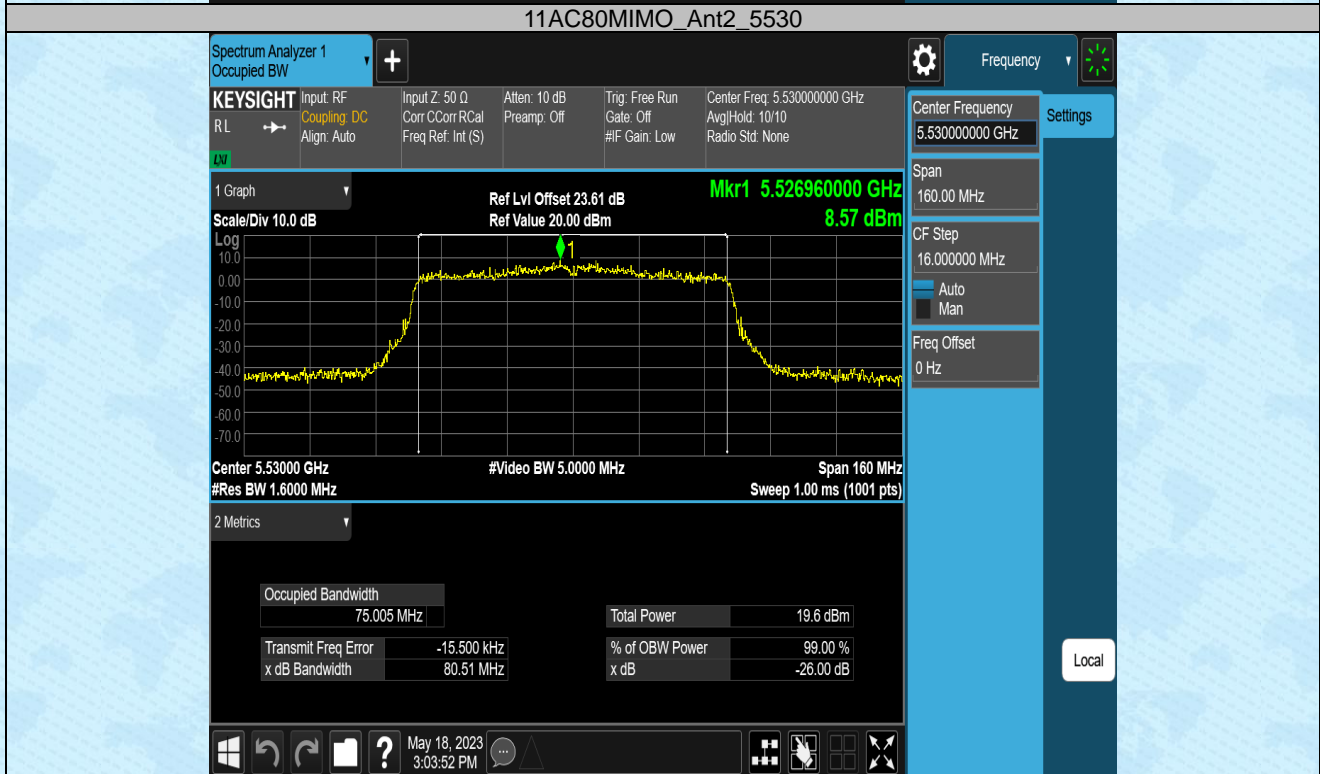 11AC80MIMO_Ant2_5530
Spectrum Analyzer 1
Occupied BW
+
Frequency
KEYSIGHT
R L
LXI
Input: RF
Coupling: DC
Align: Auto
Input Z: 50 Ω
Corr CCorr RCal
Freq Ref: Int (S)
Atten: 10 dB
Preamp: Off
Trig: Free Run
Gate: Off
#IF Gain: Low
Center Freq: 5.530000000 GHz
Avg|Hold: 10/10
Radio Std: None
Center Frequency
5.530000000 GHz
Settings
Span
160.00 MHz
CF Step
16.000000 MHz
Auto
Man
Freq Offset
0 Hz
1 Graph
Scale/Div 10.0 dB
Ref Lvl Offset 23.61 dB
Ref Value 20.00 dBm
Mkr1 5.526960000 GHz
8.57 dBm
Log
1
10.0
0.00
-10.0
-20.0
-30.0
-40.0
-50.0
-60.0
-70.0
Center 5.53000 GHz
#Res BW 1.6000 MHz
#Video BW 5.0000 MHz
Span 160 MHz
Sweep 1.00 ms (1001 pts)
2 Metrics
Occupied Bandwidth
75.005 MHz
Transmit Freq Error -15.500 kHz
x dB Bandwidth 80.51 MHz
Total Power 19.6 dBm
% of OBW Power 99.00 %
x dB -26.00 dB
Local
?
May 18, 2023
3:03:52 PM